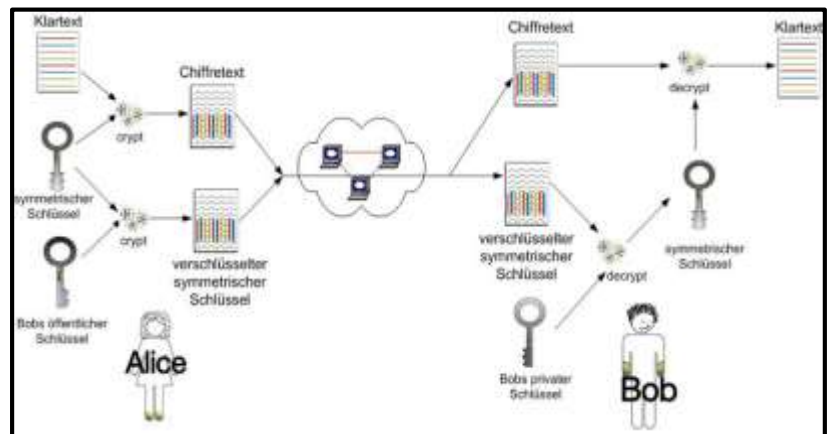 Klartext
crypt
symmetrischer
Schlüssel
Bobs öffentlicher
Schlüssel
crypt
Chiffretext
verschlüsselter
symmetrischer
Schlüssel
Alice
Chiffretext
verschlüsselter
symmetrischer
Schlüssel
decrypt
Bobs privater
Schlüssel
Bob
symmetrischer
Schlüssel
decrypt
Klartext